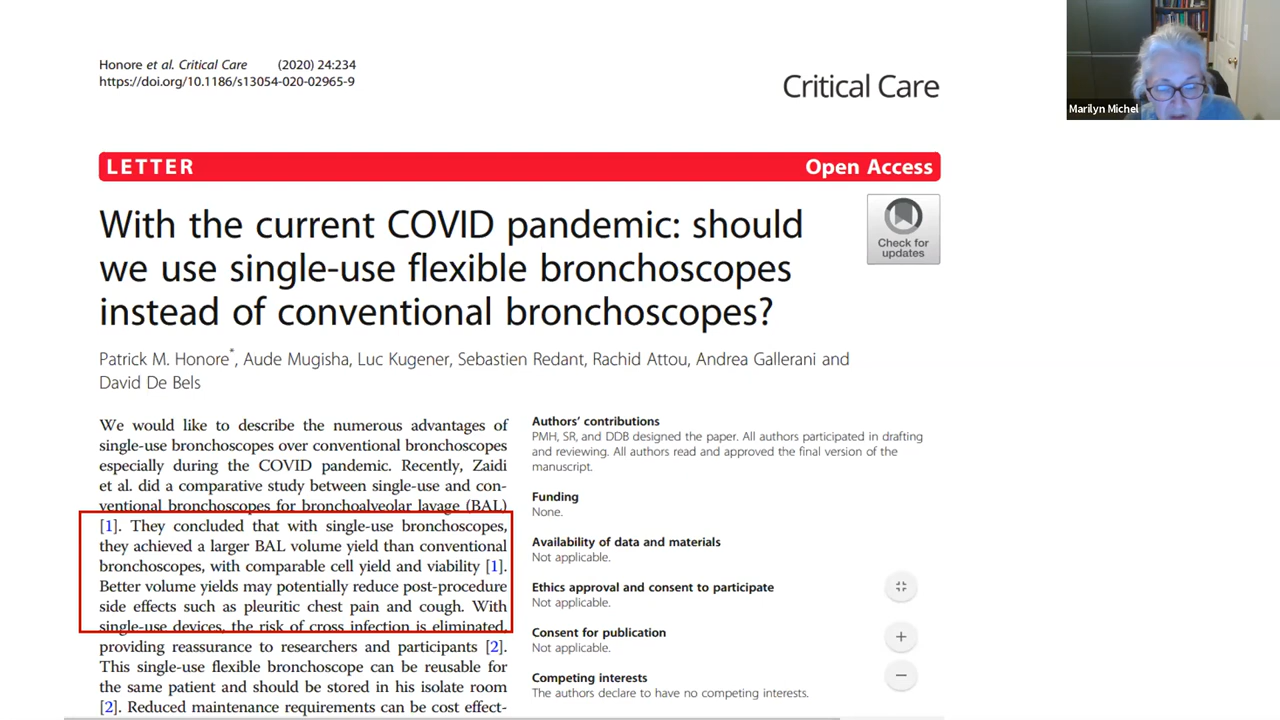 Honore et al. Critical Care (2020) 24:234
https://doi.org/10.1186/s13054-020-02965-9
Critical Care
Marilyn Michel
LETTER Open Access
With the current COVID pandemic: should
we use single-use flexible bronchoscopes
instead of conventional bronchoscopes?
Check for
updates
Patrick M. Honore*, Aude Mugisha, Luc Kugener, Sebastien Redant, Rachid Attou, Andrea Gallerani and
David De Bels
We would like to describe the numerous advantages of
single-use bronchoscopes over conventional bronchoscopes
especially during the COVID pandemic. Recently, Zaidi
et al. did a comparative study between single-use and con-
ventional bronchoscopes for bronchoalveolar lavage (BAL)
[1]. They concluded that with single-use bronchoscopes,
they achieved a larger BAL volume yield than conventional
bronchoscopes, with comparable cell yield and viability [1].
Better volume yields may potentially reduce post-procedure
side effects such as pleuritic chest pain and cough. With
single-use devices, the risk of cross infection is eliminated,
providing reassurance to researchers and participants [2].
This single-use flexible bronchoscope can be reusable for
the same patient and should be stored in his isolate room
[2]. Reduced maintenance requirements can be cost effect-
Authors' contributions
PMH, SR, and DDB designed the paper. All authors participated in drafting
and reviewing. All authors read and approved the final version of the
manuscript.
Funding
None.
Availability of data and materials
Not applicable.
Ethics approval and consent to participate
Not applicable.
Consent for publication
Not applicable.
Competing interests
The authors declare to have no competing interests.